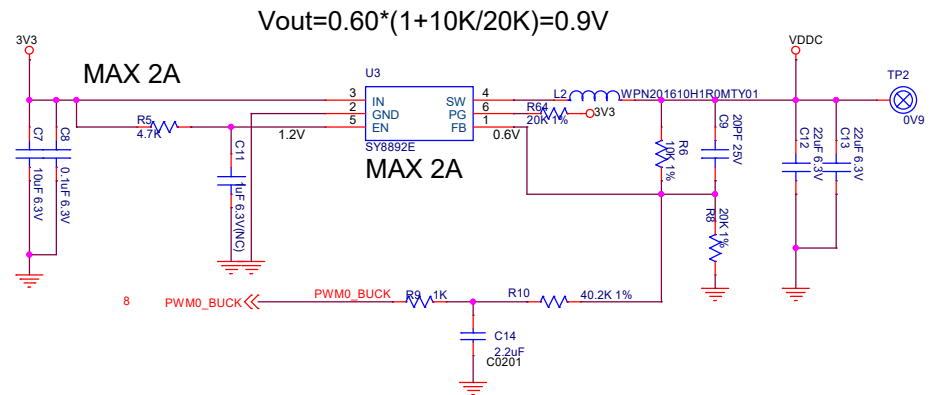 Vout=0.60*(1+10K/20K)=0.9V
3V3
VDDC
MAX 2A
U3
TP2
3
IN
SW
4
L2
WPN201610H1R0MTY01
2
GND
PG
6
R64
20K 1%
3V3
5
EN
FB
1
0V9
R5
4.7K
1.2V
0.6V
SY8892E
MAX 2A
C7
10uF 6.3V
C8
0.1uF 6.3V
C11
1uF 6.3V(NC)
R6
10K 1%
C9
20PF 25V
C12
22uF 6.3V
C13
22uF 6.3V
R8
20K 1%
8
PWM0_BUCK
PWM0_BUCK
R9
1K
R10
40.2K 1%
C14
2.2uF
C0201